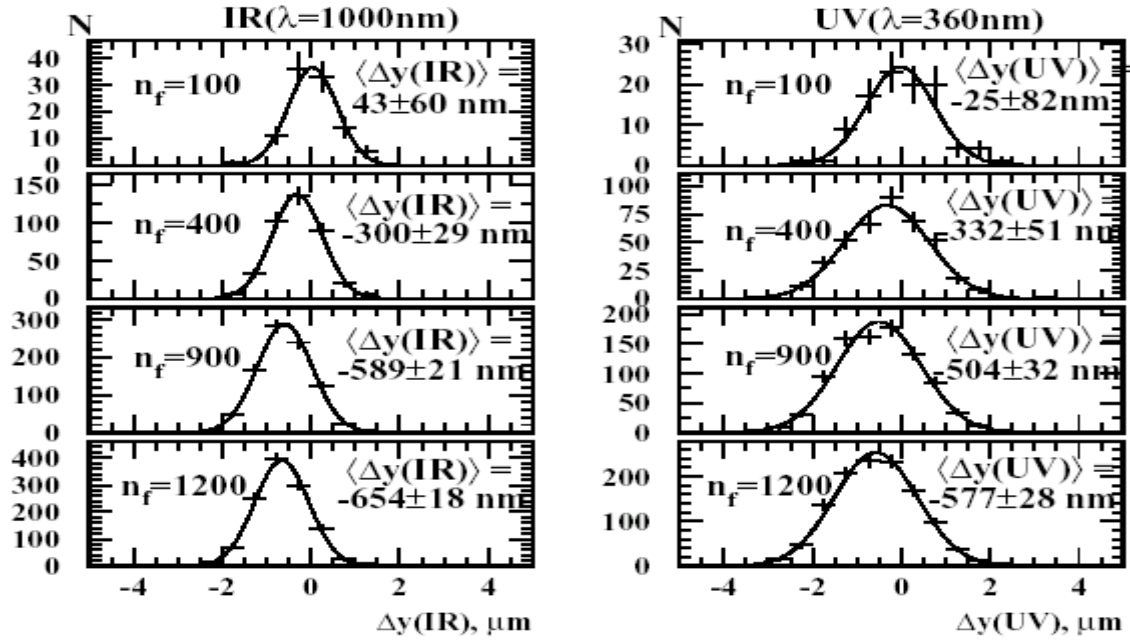 IR(λ=1000nm)
N
n_f=100
⟨Δy(IR)⟩ =
43±60 nm
40
30
20
10
0
n_f=400
⟨Δy(IR)⟩ =
-300±29 nm
150
100
50
0
n_f=900
⟨Δy(IR)⟩ =
-589±21 nm
300
200
100
0
n_f=1200
⟨Δy(IR)⟩ =
-654±18 nm
400
300
200
100
0
-4 -2 0 2 4
Δy(IR), μm
UV(λ=360nm)
N
n_f=100
⟨Δy(UV)⟩ =
-25±82nm
30
20
10
0
n_f=400
⟨Δy(UV)⟩ =
-332±51 nm
100
75
50
25
0
n_f=900
⟨Δy(UV)⟩ =
-504±32 nm
200
150
100
50
0
n_f=1200
⟨Δy(UV)⟩ =
-577±28 nm
200
100
0
-4 -2 0 2 4
Δy(UV), μm